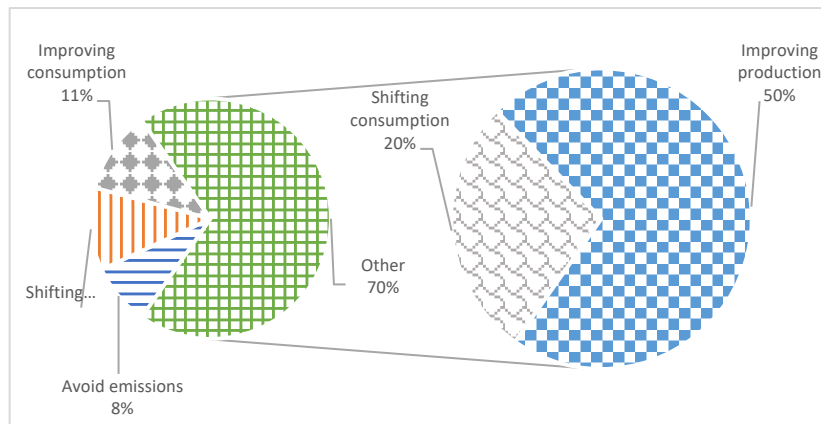 Improving
consumption
11%
Shifting...
Avoid emissions
8%
Other
70%
Shifting
consumption
20%
Improving
production
50%